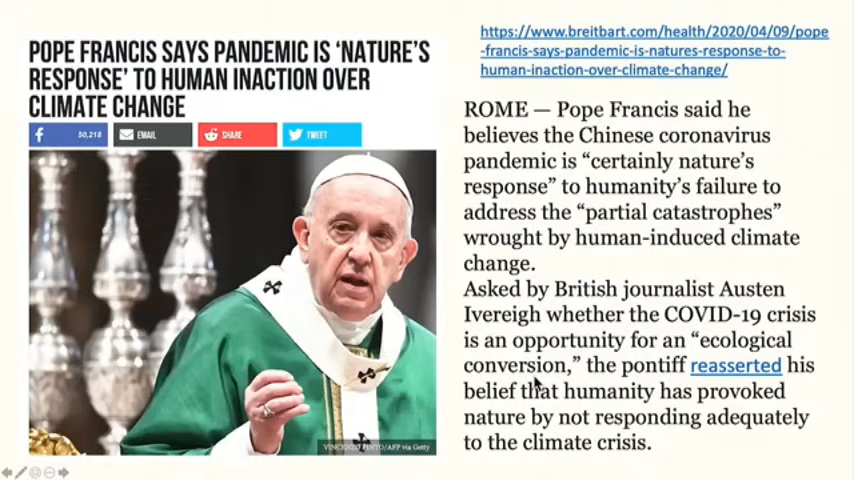 POPE FRANCIS SAYS PANDEMIC IS ‘NATURE’S
RESPONSE’ TO HUMAN INACTION OVER
CLIMATE CHANGE
50,218
EMAIL
SHARE
TWEET
VINCENZO PINTO/AFP via Getty
https://www.breitbart.com/health/2020/04/09/pope
-francis-says-pandemic-is-natures-response-to-
human-inaction-over-climate-change/
ROME — Pope Francis said he
believes the Chinese coronavirus
pandemic is “certainly nature’s
response” to humanity’s failure to
address the “partial catastrophes”
wrought by human-induced climate
change.
Asked by British journalist Austen
Ivereigh whether the COVID-19 crisis
is an opportunity for an “ecological
conversion,” the pontiff reasserted his
belief that humanity has provoked
nature by not responding adequately
to the climate crisis.